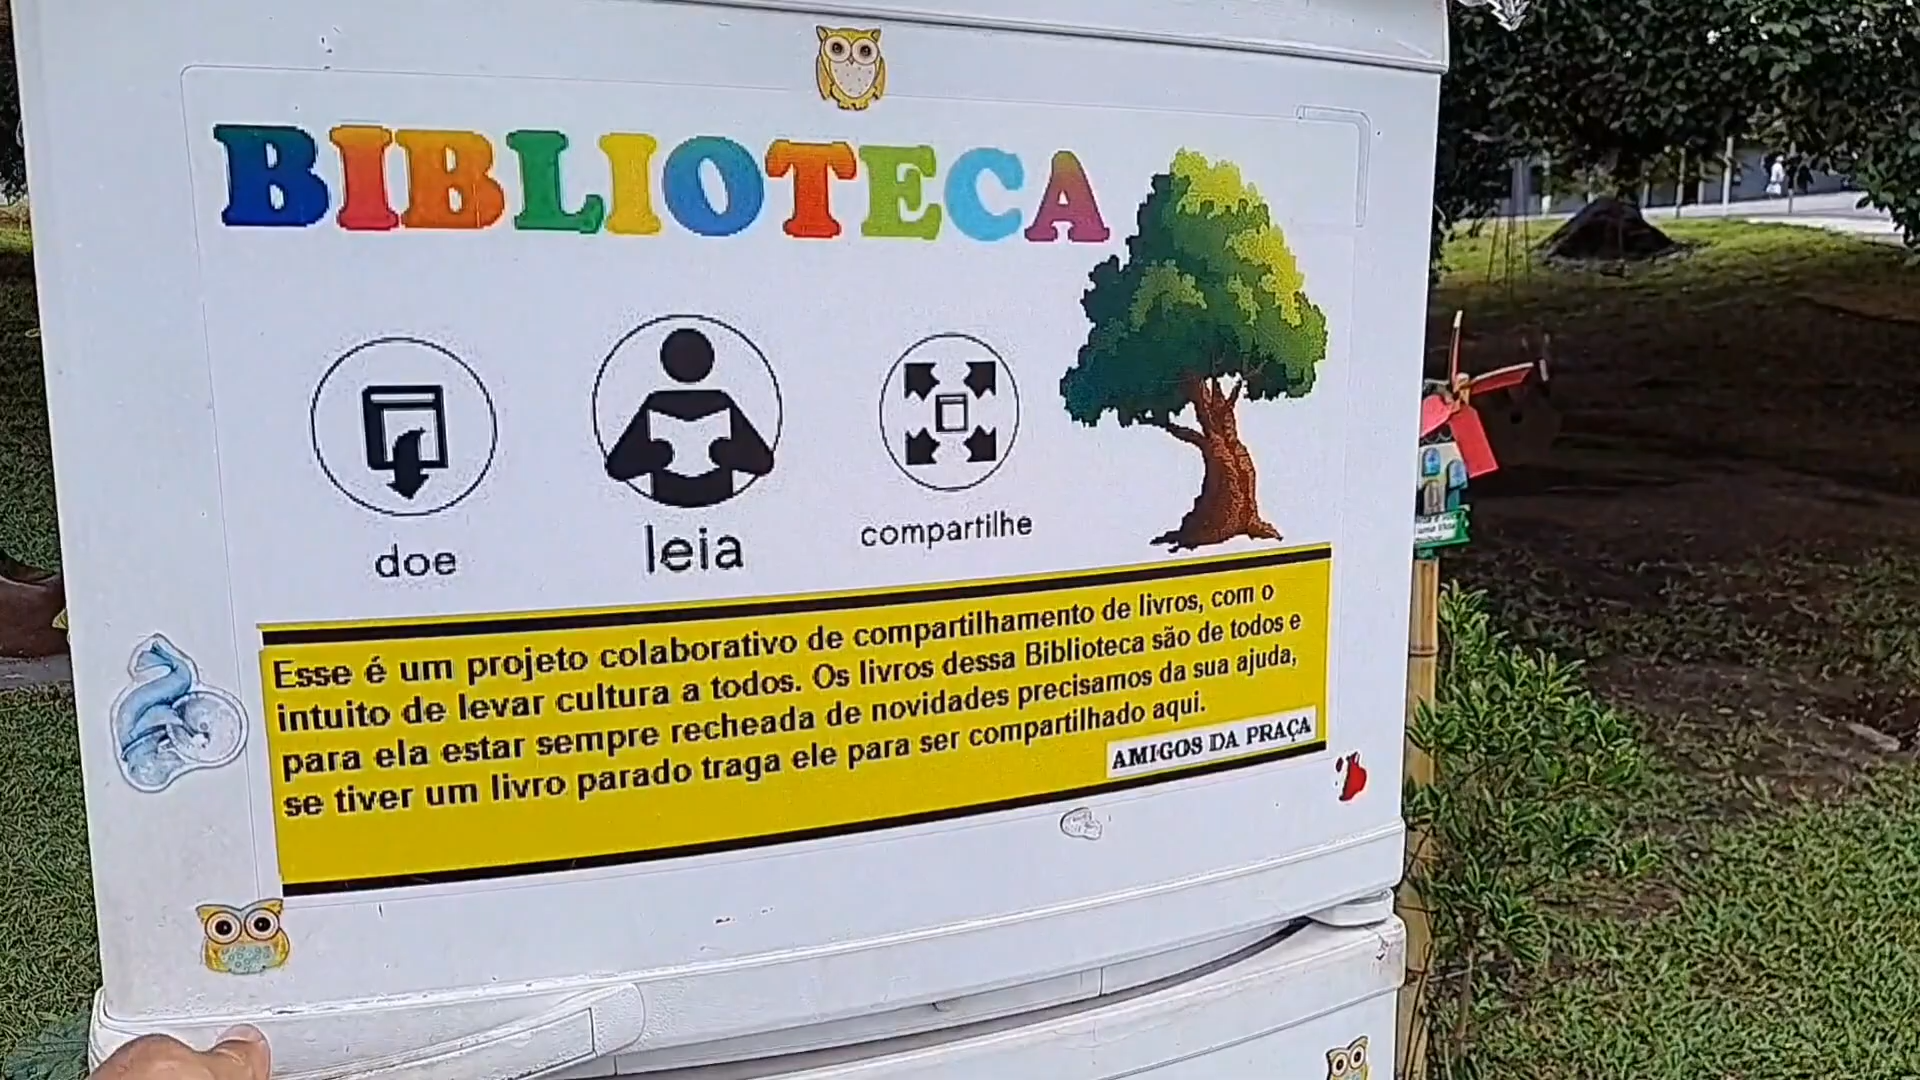 BIBLIOTECA
doe
leia
compartilhe
Esse é um projeto colaborativo de compartilhamento de livros, com o
intuito de levar cultura a todos. Os livros dessa Biblioteca são de todos e
para ela estar sempre recheada de novidades precisamos da sua ajuda,
se tiver um livro parado traga ele para ser compartilhado aqui.
AMIGOS DA PRAÇA